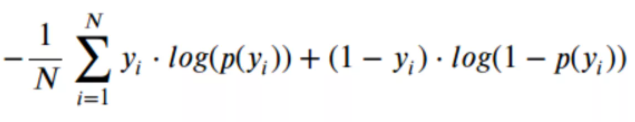 -\frac{1}{N} \sum_{i=1}^{N} y_i \cdot log(p(y_i)) + (1 - y_i) \cdot log(1 - p(y_i))